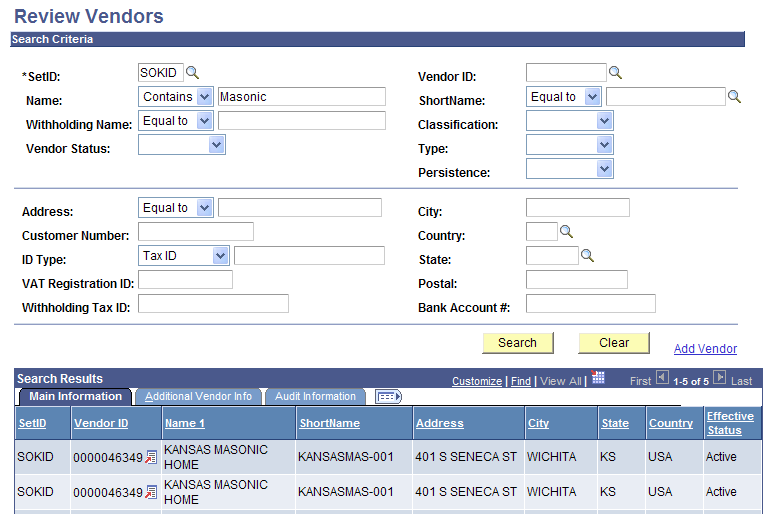 Review Vendors
Search Criteria
*SetID: SOKID Vendor ID:
Name: Contains Masonic ShortName: Equal to
Withholding Name: Equal to Classification:
Vendor Status: Type:
Persistence:
Address: Equal to City:
Customer Number: Country:
ID Type: Tax ID State:
VAT Registration ID: Postal:
Withholding Tax ID: Bank Account #:
Search Clear Add Vendor
Search Results Customize | Find | View All | First 1-5 of 5 Last
Main Information Additional Vendor Info Audit Information
SetID Vendor ID Name 1 ShortName Address City State Country Effective Status
SOKID 0000046349 KANSAS MASONIC HOME KANSASMAS-001 401 S SENECA ST WICHITA KS USA Active
SOKID 0000046349 KANSAS MASONIC HOME KANSASMAS-001 401 S SENECA ST WICHITA KS USA Active